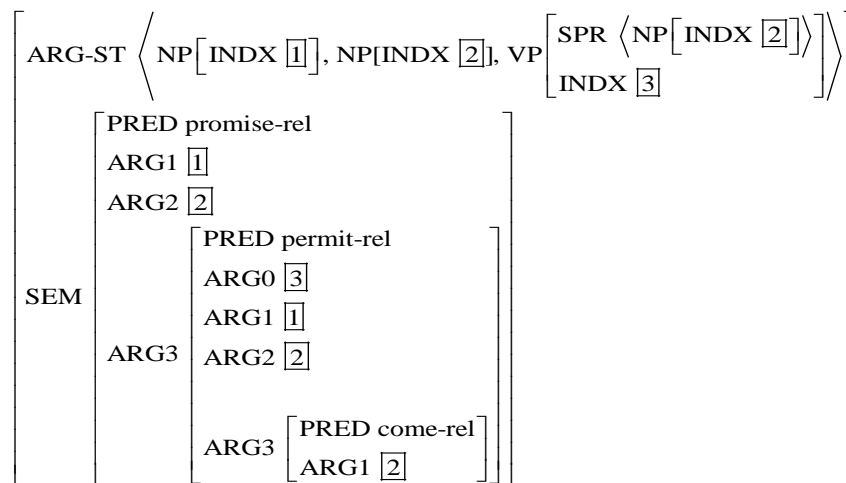 ARG-ST ⟨NP[INDX [1]], NP[INDX [2]], VP[SPR ⟨NP[INDX [2]]⟩
INDX [3]]⟩
PRED promise-rel
ARG1 [1]
ARG2 [2]
PRED permit-rel
ARG0 [3]
SEM
ARG1 [1]
ARG3 ARG2 [2]
PRED come-rel
ARG3
ARG1 [2]